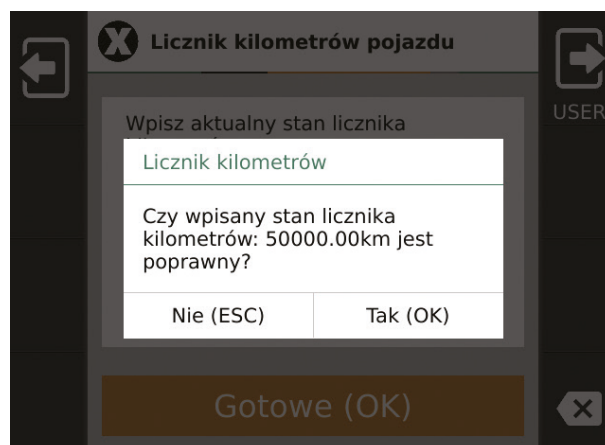 X Licznik kilometrów pojazdu
USER
Wpisz aktualny stan licznika
Licznik kilometrów
Czy wpisany stan licznika
kilometrów: 50000.00km jest
poprawny?
Nie (ESC)
Tak (OK)
Gotowe (OK)